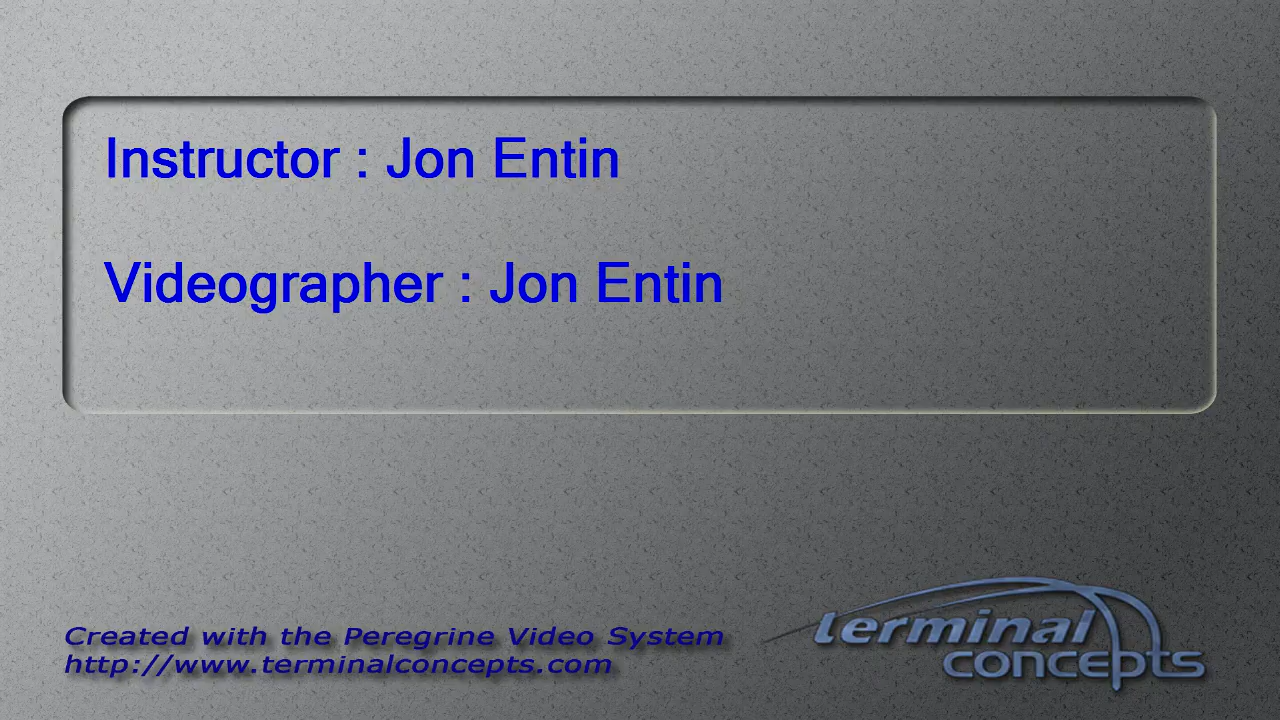 Instructor : Jon Entin
Videographer : Jon Entin
Created with the Peregrine Video System
http://www.terminalconcepts.com
terminal
concepts